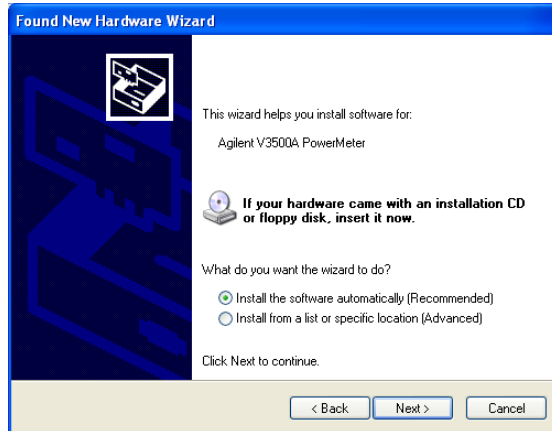 Found New Hardware Wizard
This wizard helps you install software for:
Agilent V3500A PowerMeter
If your hardware came with an installation CD
or floppy disk, insert it now.
What do you want the wizard to do?
Install the software automatically (Recommended)
Install from a list or specific location (Advanced)
Click Next to continue.
< Back Next > Cancel